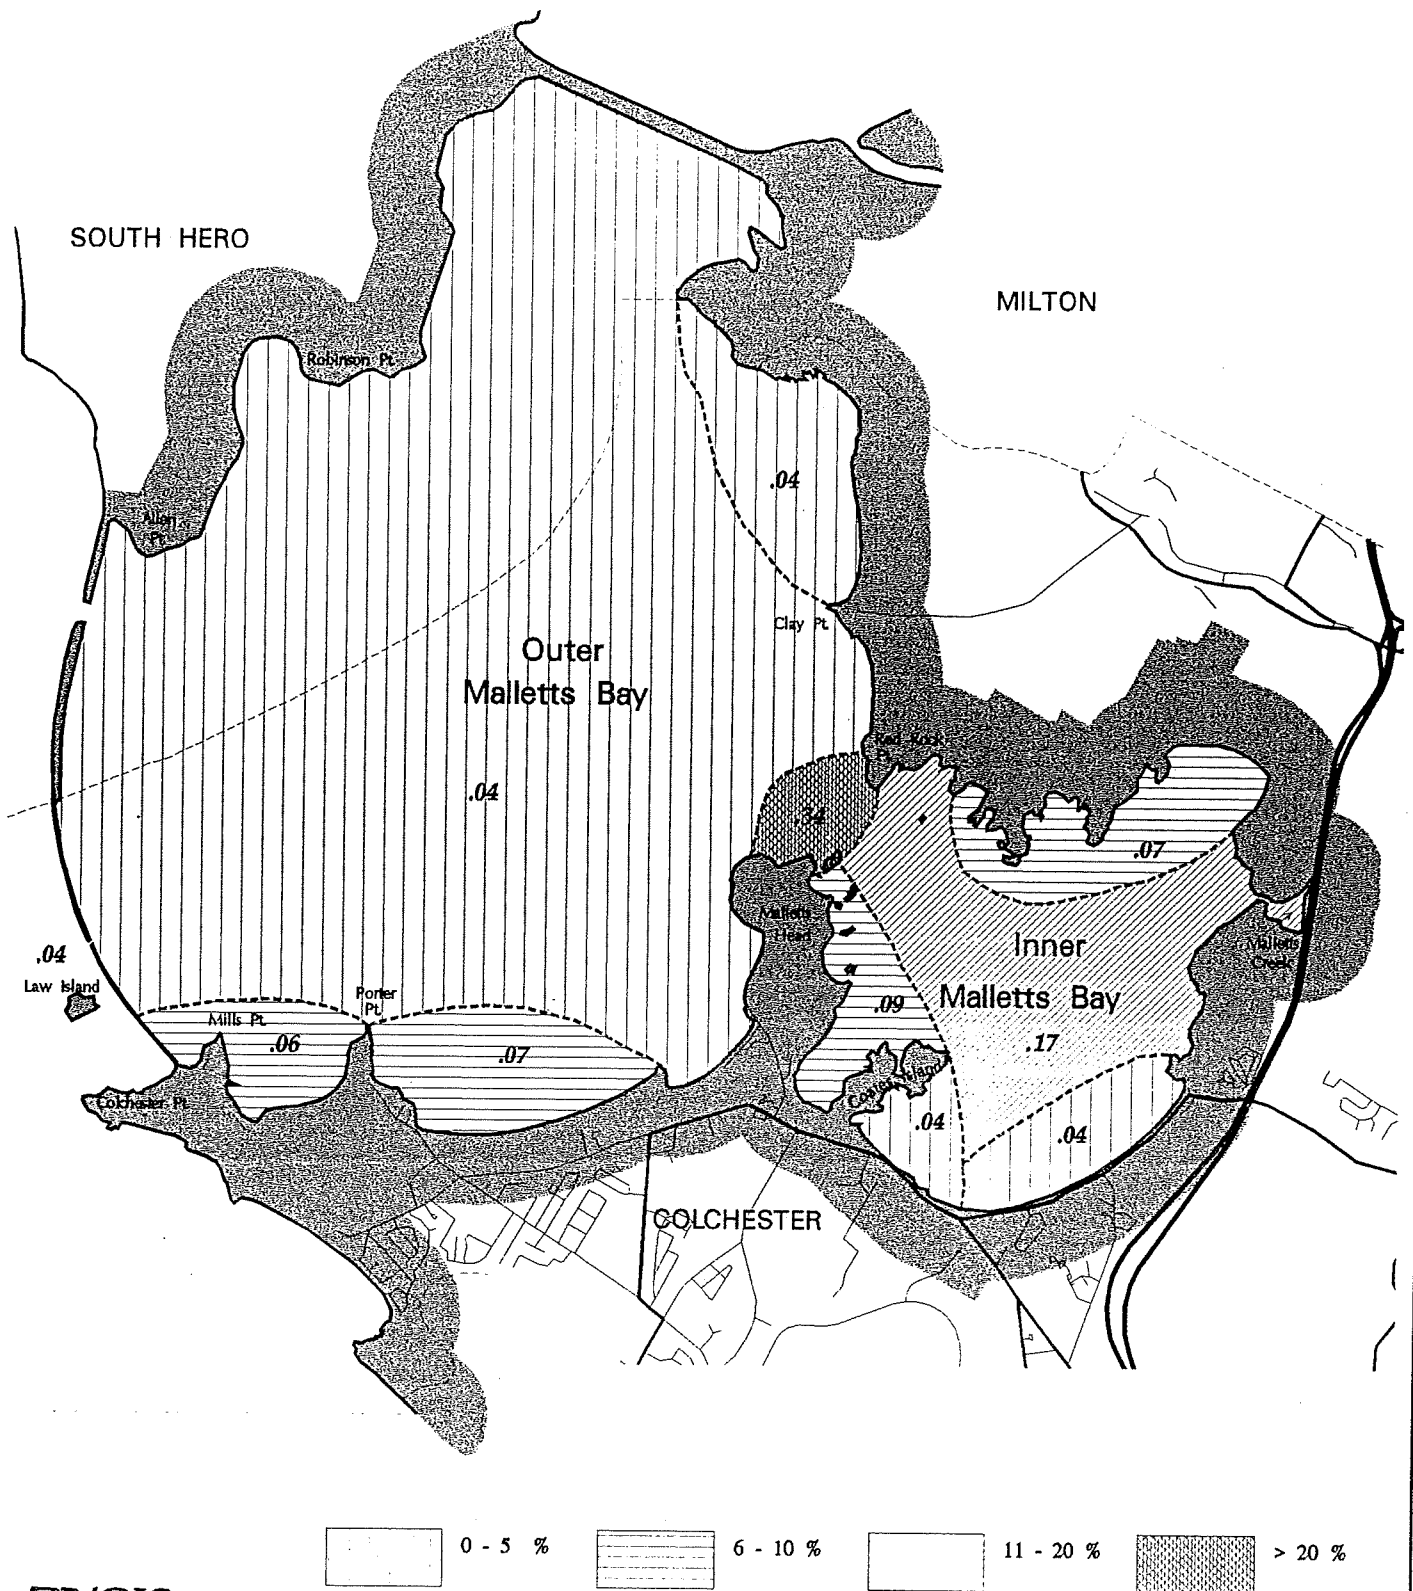 SOUTH HERO
MILTON
Robinson Pt.
.04
Allen
Pt.
Clay Pt.
Outer
Malletts Bay
Red Rock
.04
.34
.07
.09
Malletts
Head
Inner
Malletts Bay
Malletts
Creek
.04
Law Island
Porter
Pt.
.09
Mills Pt.
.06
.07
.17
Coates Island
Colchester Pt.
.04
.04
COLCHESTER
0 - 5 %
6 - 10 %
11 - 20 %
> 20 %